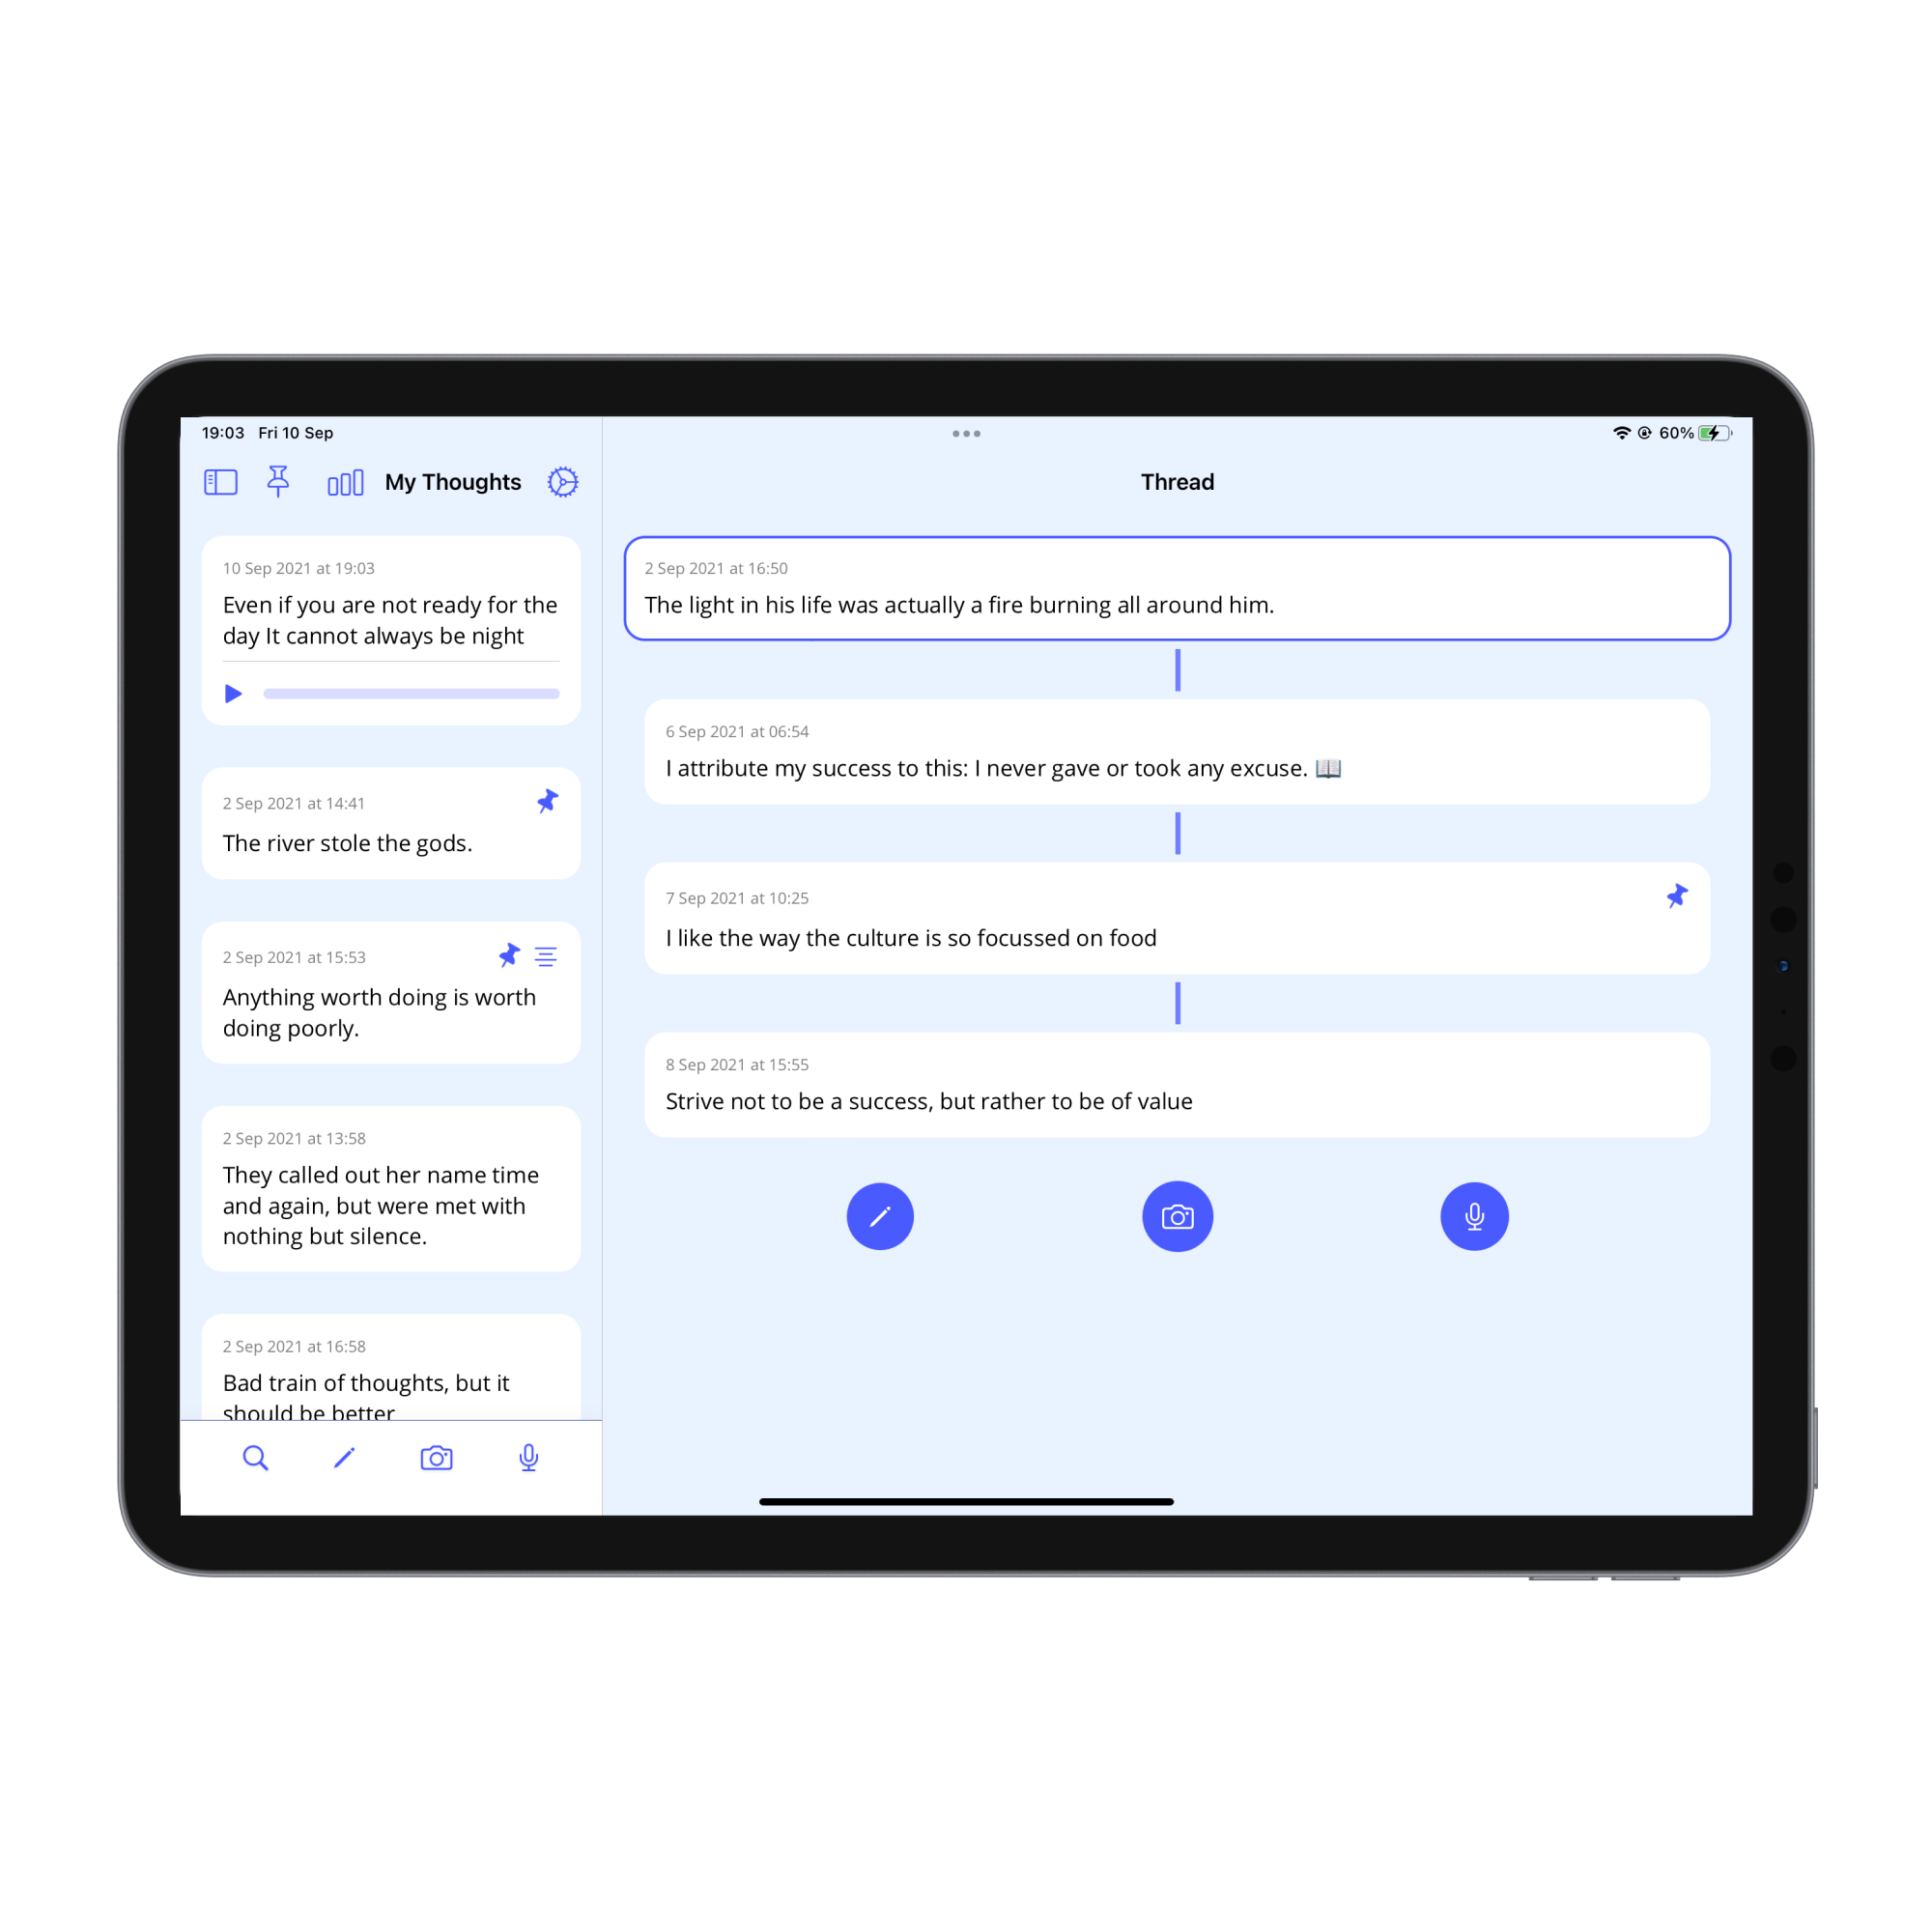 19:03 Fri 10 Sep
60%
My Thoughts
10 Sep 2021 at 19:03
Even if you are not ready for the
day It cannot always be night
2 Sep 2021 at 14:41
The river stole the gods.
2 Sep 2021 at 15:53
Anything worth doing is worth
doing poorly.
2 Sep 2021 at 13:58
They called out her name time
and again, but were met with
nothing but silence.
2 Sep 2021 at 16:58
Bad train of thoughts, but it
should be better
Thread
2 Sep 2021 at 16:50
The light in his life was actually a fire burning all around him.
6 Sep 2021 at 06:54
I attribute my success to this: I never gave or took any excuse. 📖
7 Sep 2021 at 10:25
I like the way the culture is so focussed on food
8 Sep 2021 at 15:55
Strive not to be a success, but rather to be of value